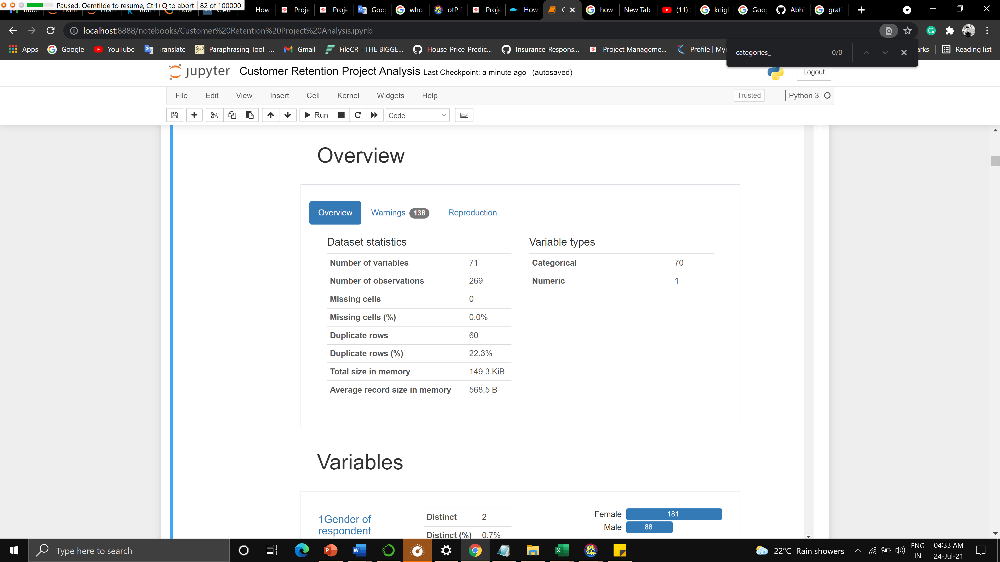 Paused. Oemtilde to resume, Ctrl+Q to abort 82 of 100000
How Proje Proje Goo who otP Proje How C how New Tab (11) knig Goo Abhi grati
localhost:8888/notebooks/Customer%20Retention%20Project%20Analysis.ipynb
Apps Google YouTube Translate Paraphrasing Tool -... Gmail FileCR - THE BIGGE... House-Price-Predic... Insurance-Respons... Project Manageme... Profile | Myn arks Reading list
categories_ 0/0
jupyter Customer Retention Project Analysis Last Checkpoint: a minute ago (autosaved)
Logout
File Edit View Insert Cell Kernel Widgets Help Trusted Python 3
Run Code
Overview
Overview Warnings 138 Reproduction
Dataset statistics
Number of variables 71
Number of observations 269
Missing cells 0
Missing cells (%) 0.0%
Duplicate rows 60
Duplicate rows (%) 22.3%
Total size in memory 149.3 KiB
Average record size in memory 568.5 B
Variable types
Categorical 70
Numeric 1
Variables
1Gender of
respondent
Distinct 2
Distinct (%) 0.7%
Female 181
Male 88
Type here to search
22°C Rain showers
ENG
IN
04:33 AM
24-Jul-21